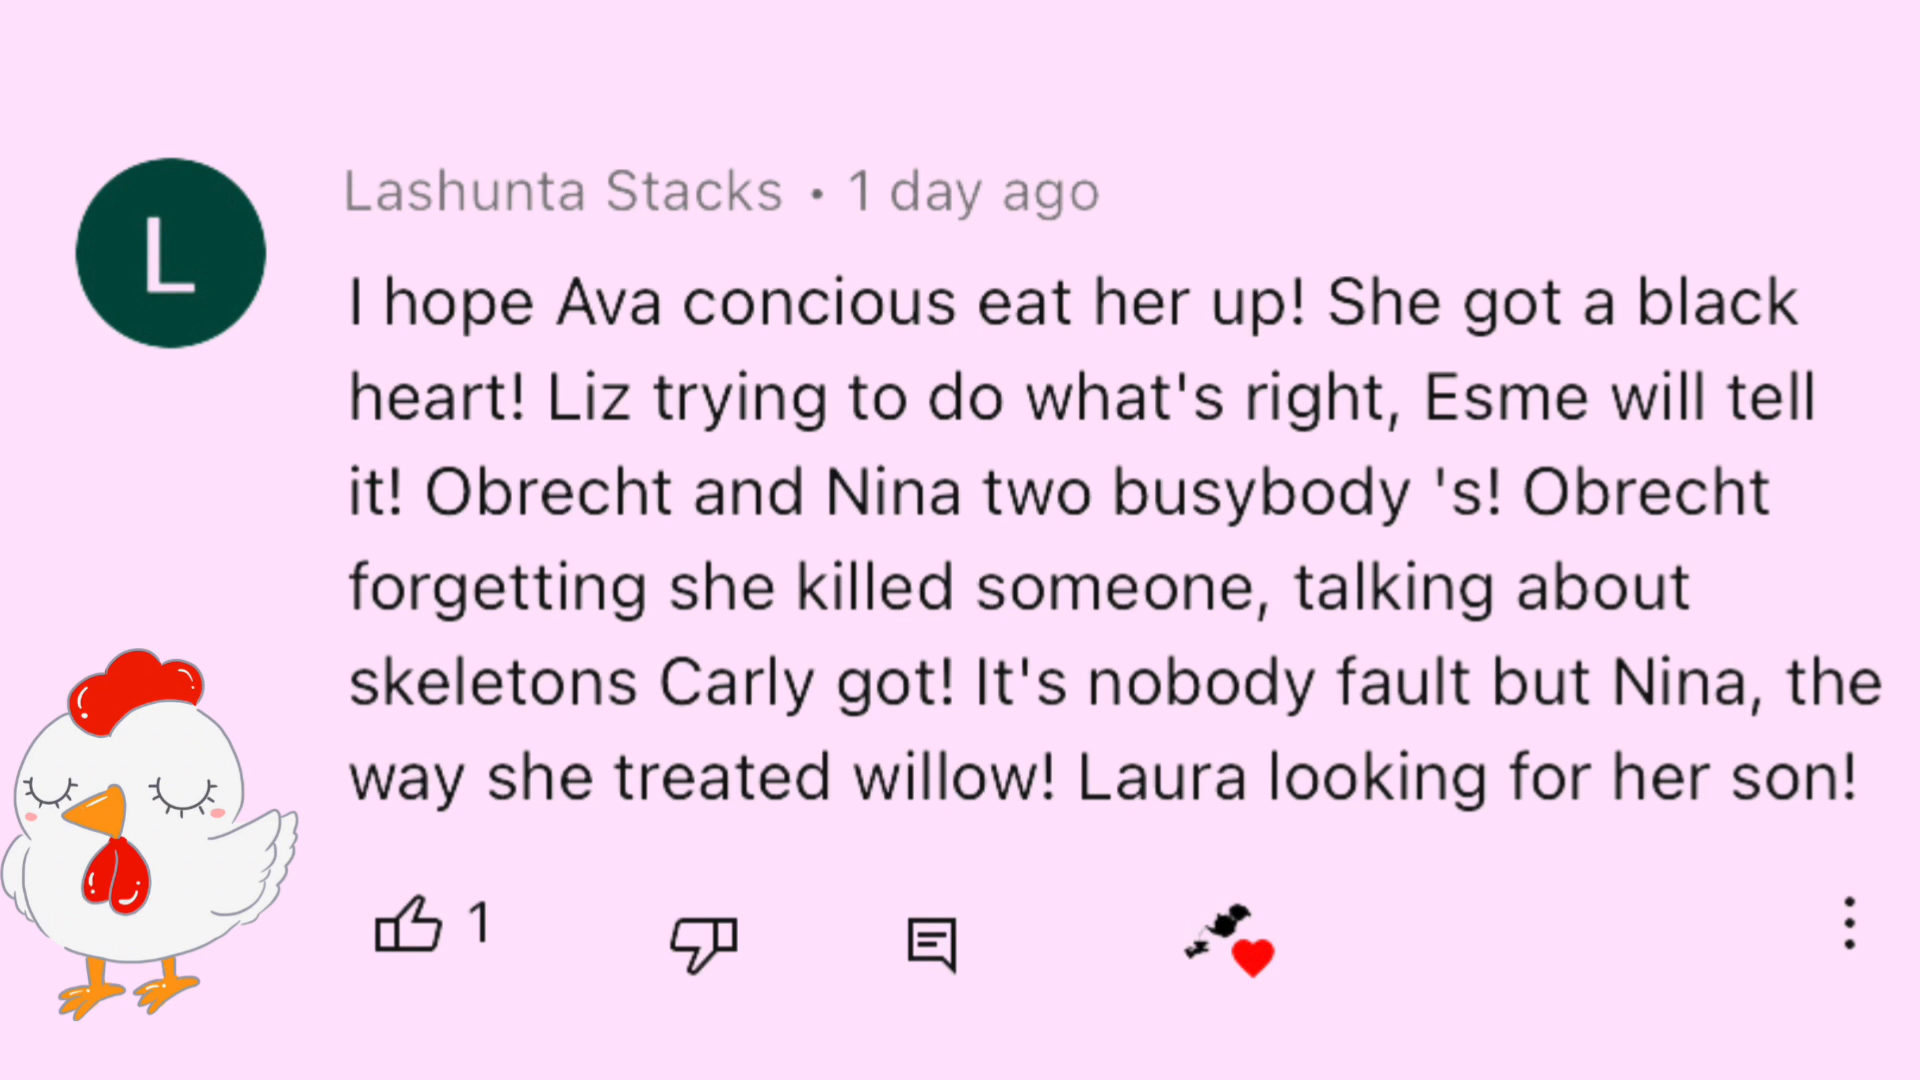 L
Lashunta Stacks • 1 day ago
I hope Ava concious eat her up! She got a black
heart! Liz trying to do what's right, Esme will tell
it! Obrecht and Nina two busybody 's! Obrecht
forgetting she killed someone, talking about
skeletons Carly got! It's nobody fault but Nina, the
way she treated willow! Laura looking for her son!
1